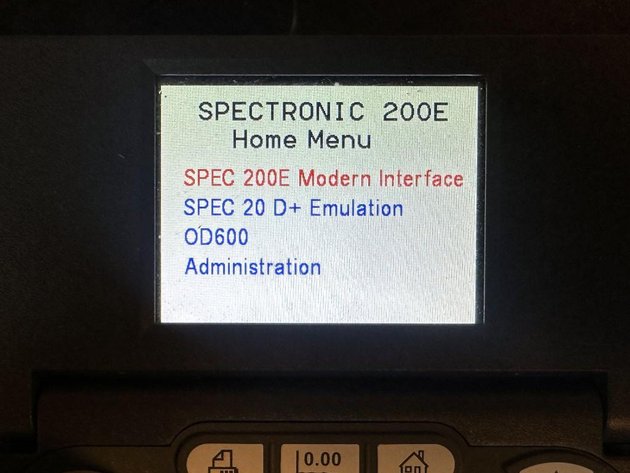 SPECTRONIC 200E
Home Menu
SPEC 200E Modern Interface
SPEC 20 D+ Emulation
OD600
Administration
0.00